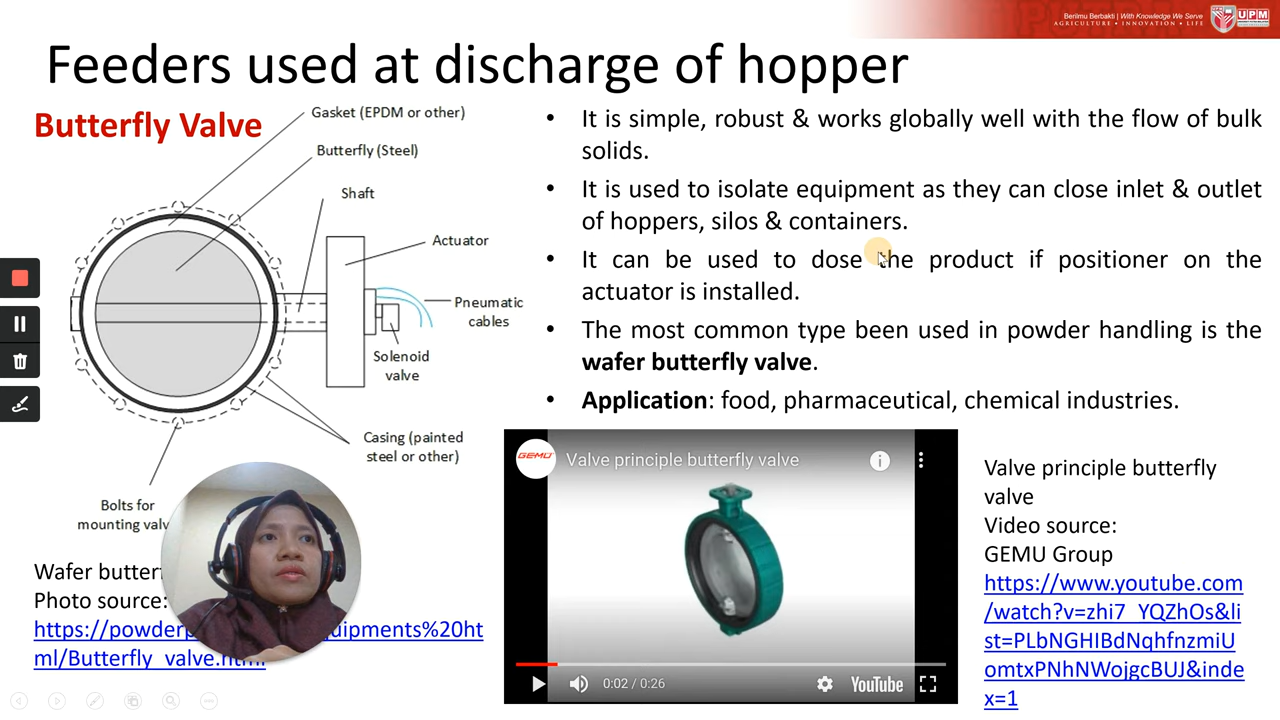 Berilmu Berbakti | With Knowledge We Serve
AGRICULTURE • INNOVATION • LIFE
UPM
Feeders used at discharge of hopper
Butterfly Valve
Gasket (EPDM or other)
Butterfly (Steel)
Shaft
Actuator
Pneumatic
cables
Solenoid
valve
Casing (painted
steel or other)
Bolts for
mounting
Photo source:
ml/Butterfly_valve.html
• It is simple, robust & works globally well with the flow of bulk
solids.
• It is used to isolate equipment as they can close inlet & outlet
of hoppers, silos & containers.
• It can be used to dose the product if positioner on the
actuator is installed.
• The most common type been used in powder handling is the
wafer butterfly valve.
• Application: food, pharmaceutical, chemical industries.
GEMÜ
Valve principle butterfly valve
0:02 / 0:26
YouTube
Valve principle butterfly
valve
Video source:
GEMU Group
https://www.youtube.com
/watch?v=zhi7_YQZhOs&li
st=PLbNGHIBdNqhfnzmiU
omtxPNhNWojgcBUJ&inde
x=1